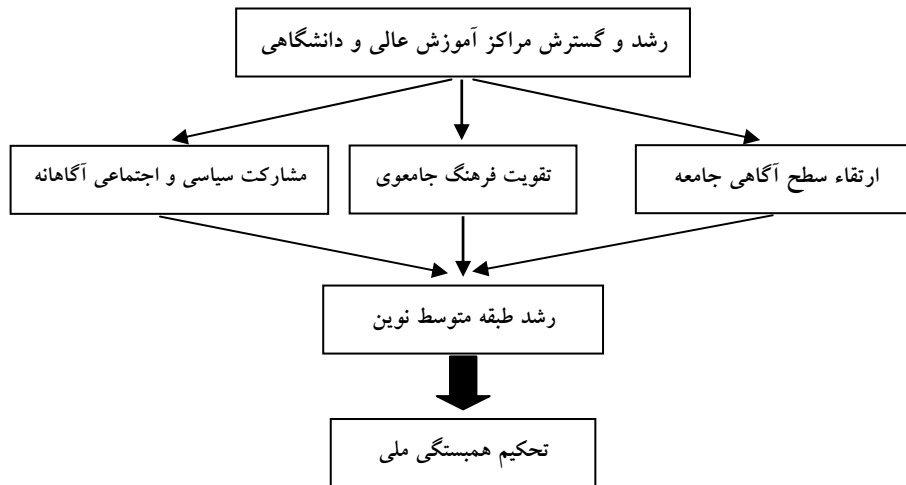 رشد و گسترش مراکز آموزش عالی و دانشگاهی
ارتقاء سطح آگاهی جامعه
تقویت فرهنگ جامعوی
مشارکت سیاسی و اجتماعی آگاهانه
رشد طبقه متوسط نوین
تحکیم همبستگی ملی